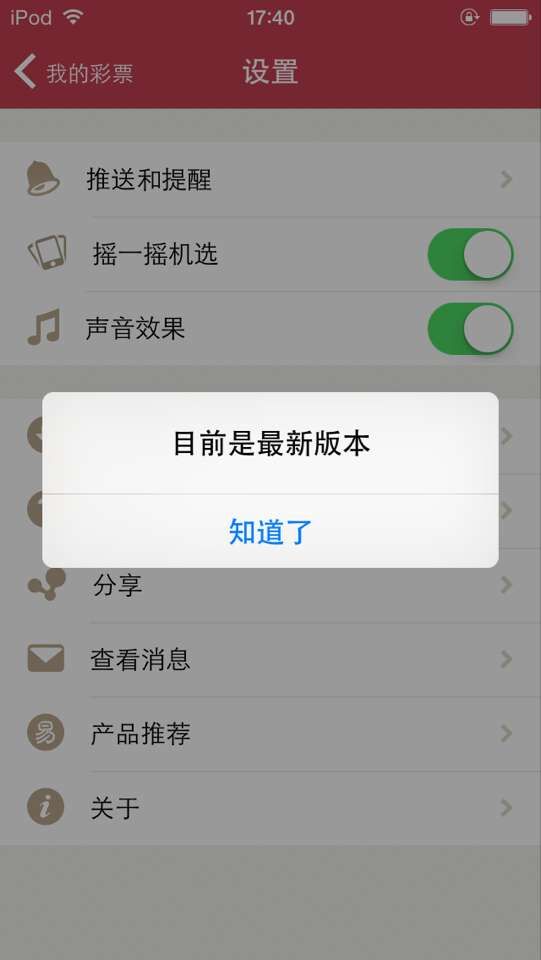 iPod
17:40
我的彩票
设置
推送和提醒
摇一摇机选
声音效果
目前是最新版本
知道了
分享
查看消息
易
产品推荐
i
关于